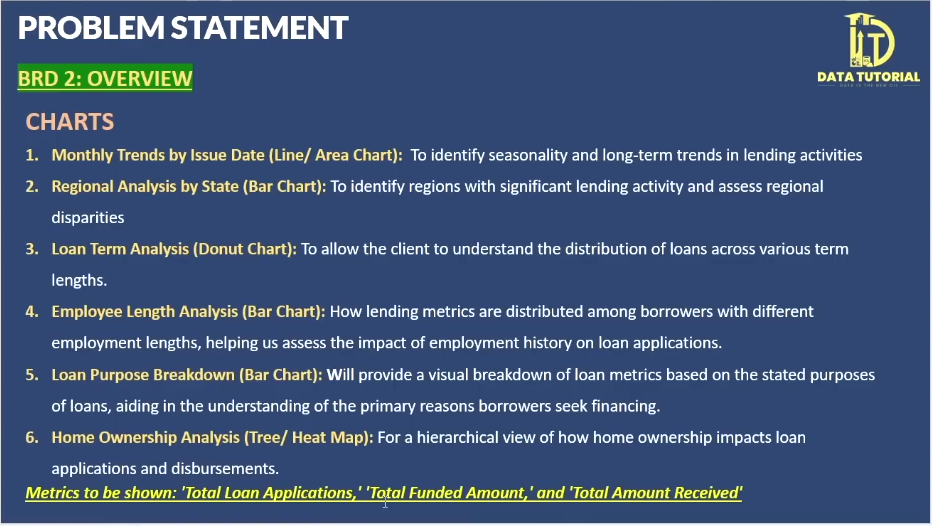 PROBLEM STATEMENT
DATA TUTORIAL
DATA IS THE NEW OIL
BRD 2: OVERVIEW
CHARTS
1. Monthly Trends by Issue Date (Line/ Area Chart): To identify seasonality and long-term trends in lending activities
2. Regional Analysis by State (Bar Chart): To identify regions with significant lending activity and assess regional
disparities
3. Loan Term Analysis (Donut Chart): To allow the client to understand the distribution of loans across various term
lengths.
4. Employee Length Analysis (Bar Chart): How lending metrics are distributed among borrowers with different
employment lengths, helping us assess the impact of employment history on loan applications.
5. Loan Purpose Breakdown (Bar Chart): Will provide a visual breakdown of loan metrics based on the stated purposes
of loans, aiding in the understanding of the primary reasons borrowers seek financing.
6. Home Ownership Analysis (Tree/ Heat Map): For a hierarchical view of how home ownership impacts loan
applications and disbursements.
Metrics to be shown: 'Total Loan Applications,' 'Total Funded Amount,' and 'Total Amount Received'